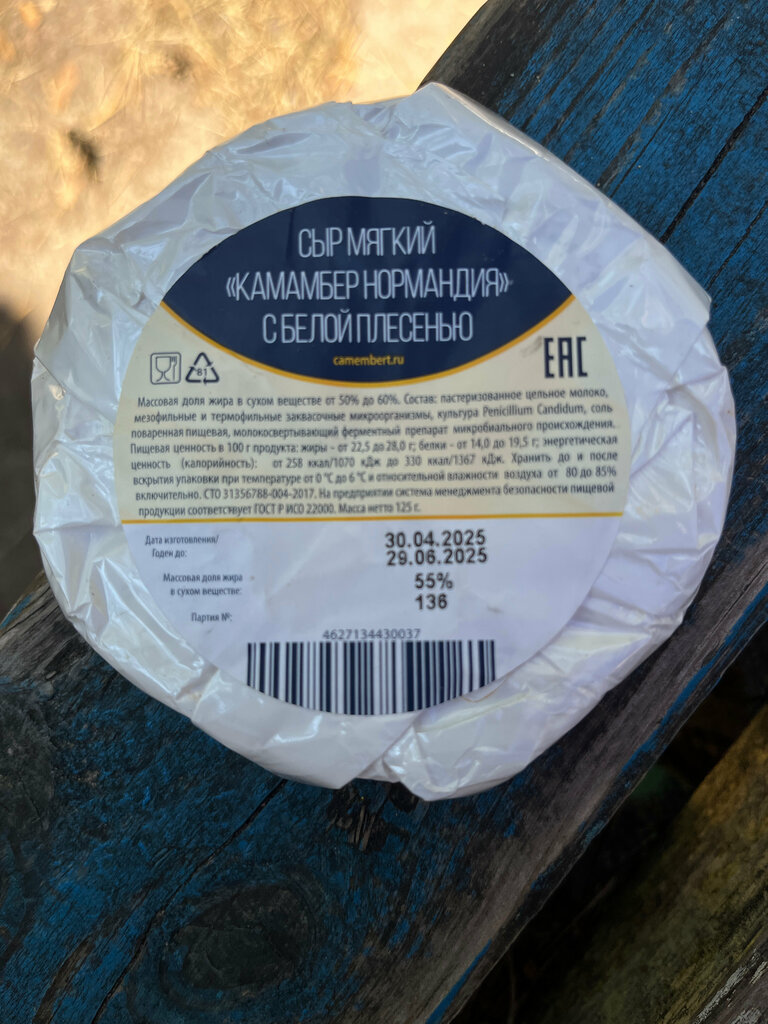 СЫР МЯГКИЙ
«КАМАМБЕР НОРМАНДИЯ»
С БЕЛОЙ ПЛЕСЕНЬЮ
camembert.ru
81
EAC
Массовая доля жира в сухом веществе от 50% до 60%. Состав: пастеризованное цельное молоко,
мезофильные и термофильные заквасочные микроорганизмы, культура Penicillium Candidum, соль
поваренная пищевая, молокосвертывающий ферментный препарат микробиального происхождения.
Пищевая ценность в 100 г продукта: жиры - от 22,5 до 28,0 г; белки - от 14,0 до 19,5 г; энергетическая
ценность (калорийность): от 258 ккал/1070 кДж до 330 ккал/1367 кДж. Хранить до и после
вскрытия упаковки при температуре от 0 °С до 6 °С и относительной влажности воздуха от 80 до 85%
включительно. СТО 31356788-004-2017. На предприятии система менеджмента безопасности пищевой
продукции соответствует ГОСТ Р ИСО 22000. Масса нетто 125 г.
Дата изготовления/ 30.04.2025
Годен до: 29.06.2025
Массовая доля жира 55%
в сухом веществе:
Партия №: 136
4627134430037